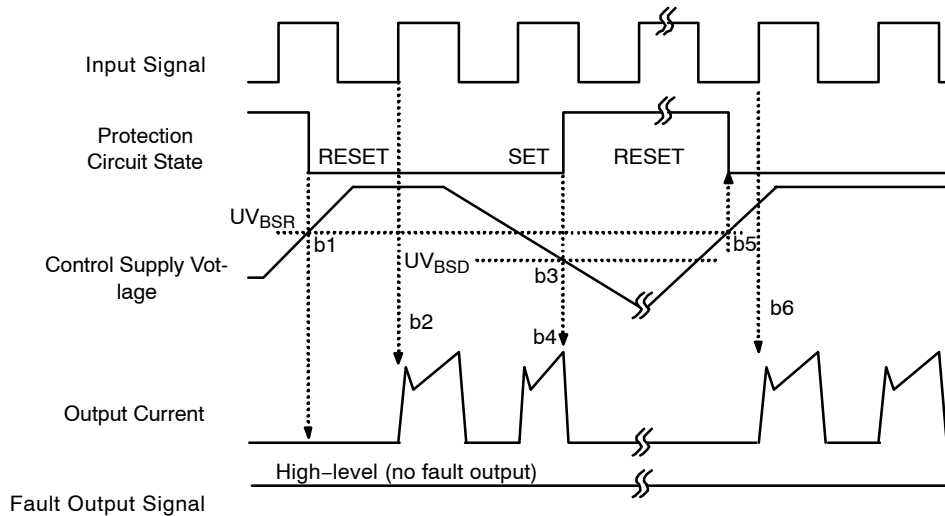 Input Signal
Protection
Circuit State
RESET
SET
RESET
UVBSR
b1
b5
UVBSD
b3
Control Supply Vot-
lage
b2
b4
b6
Output Current
High−level (no fault output)
Fault Output Signal